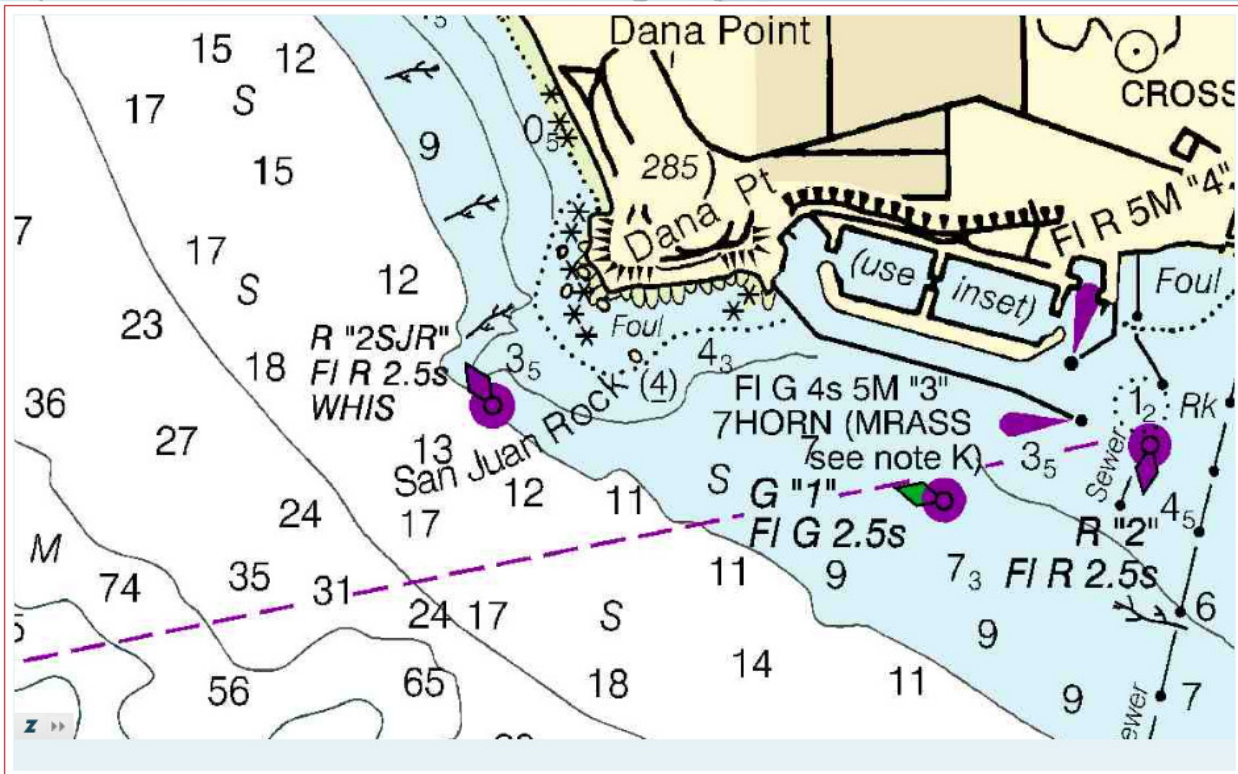 Dana Point
CROSS
15
12
S
17
0₅
9
15
285
Dana Pt
Fl R 5M "4"
7
17
S
12
(use inset)
Foul
23
R "2SJR"
Fl R 2.5s
WHIS
18
3₅
Foul
4₃
(4)
San Juan Rock
36
27
13
Fl G 4s 5M "3"
7HORN (MRASS
7see note K)
3₅
1₂
Rk
Sewer
12
11
S
G "1"
Fl G 2.5s
4₅
R "2"
Fl R 2.5s
24
17
M
74
35
31
24
17
S
11
9
7₃
6
9
5
56
65
18
14
11
9
7
ewer
z